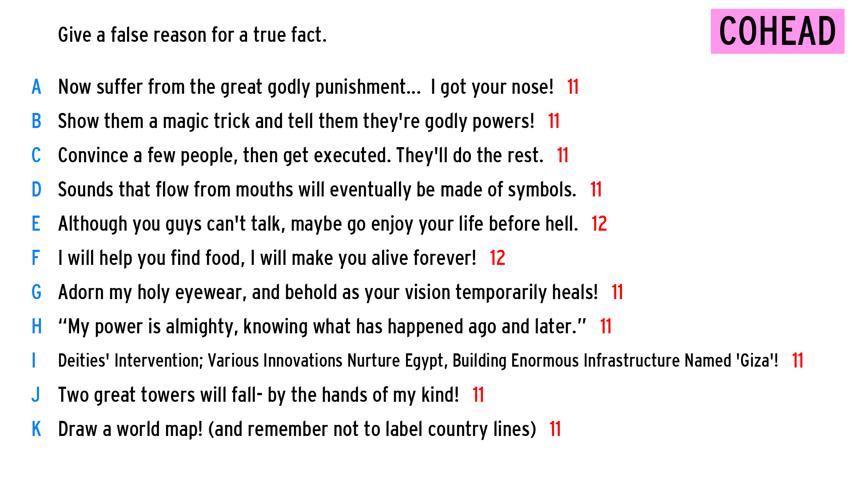 Give a false reason for a true fact.
COHEAD
A Now suffer from the great godly punishment... I got your nose! 11
B Show them a magic trick and tell them they're godly powers! 11
C Convince a few people, then get executed. They'll do the rest. 11
D Sounds that flow from mouths will eventually be made of symbols. 11
E Although you guys can't talk, maybe go enjoy your life before hell. 12
F I will help you find food, I will make you alive forever! 12
G Adorn my holy eyewear, and behold as your vision temporarily heals! 11
H “My power is almighty, knowing what has happened ago and later.” 11
I Deities' Intervention; Various Innovations Nurture Egypt, Building Enormous Infrastructure Named 'Giza'! 11
J Two great towers will fall- by the hands of my kind! 11
K Draw a world map! (and remember not to label country lines) 11